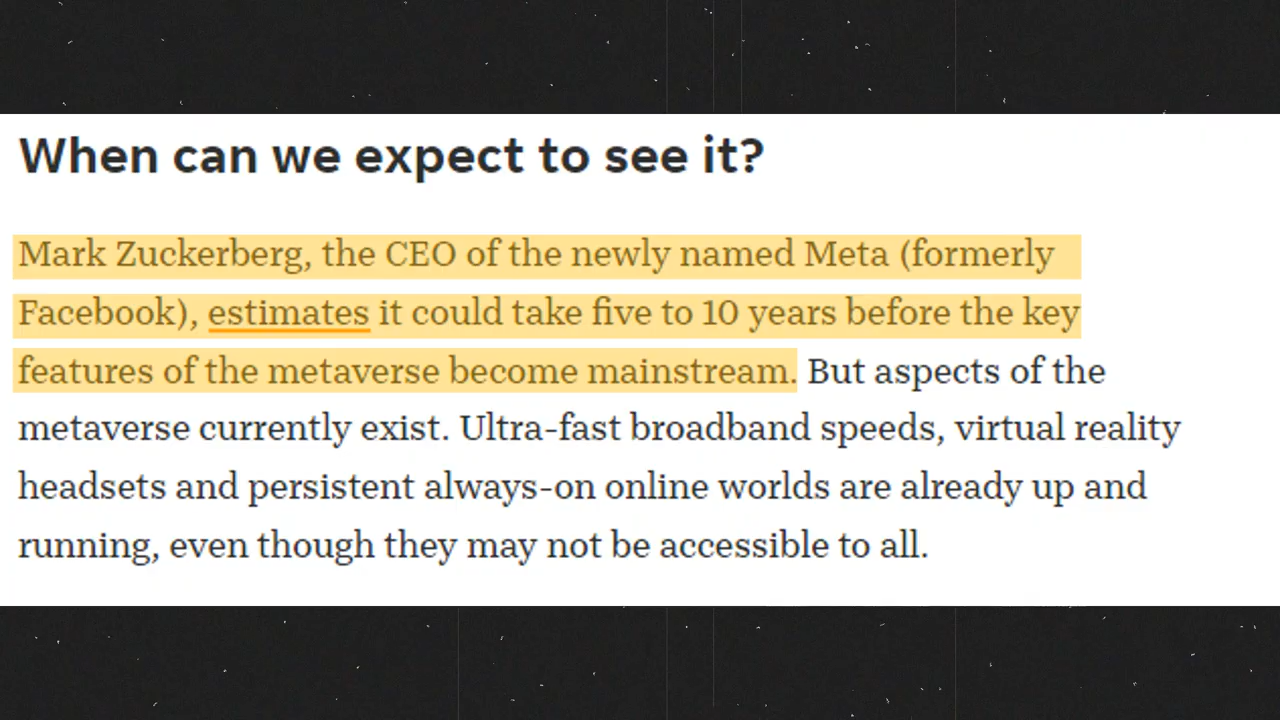 When can we expect to see it?
Mark Zuckerberg, the CEO of the newly named Meta (formerly
Facebook), estimates it could take five to 10 years before the key
features of the metaverse become mainstream. But aspects of the
metaverse currently exist. Ultra-fast broadband speeds, virtual reality
headsets and persistent always-on online worlds are already up and
running, even though they may not be accessible to all.